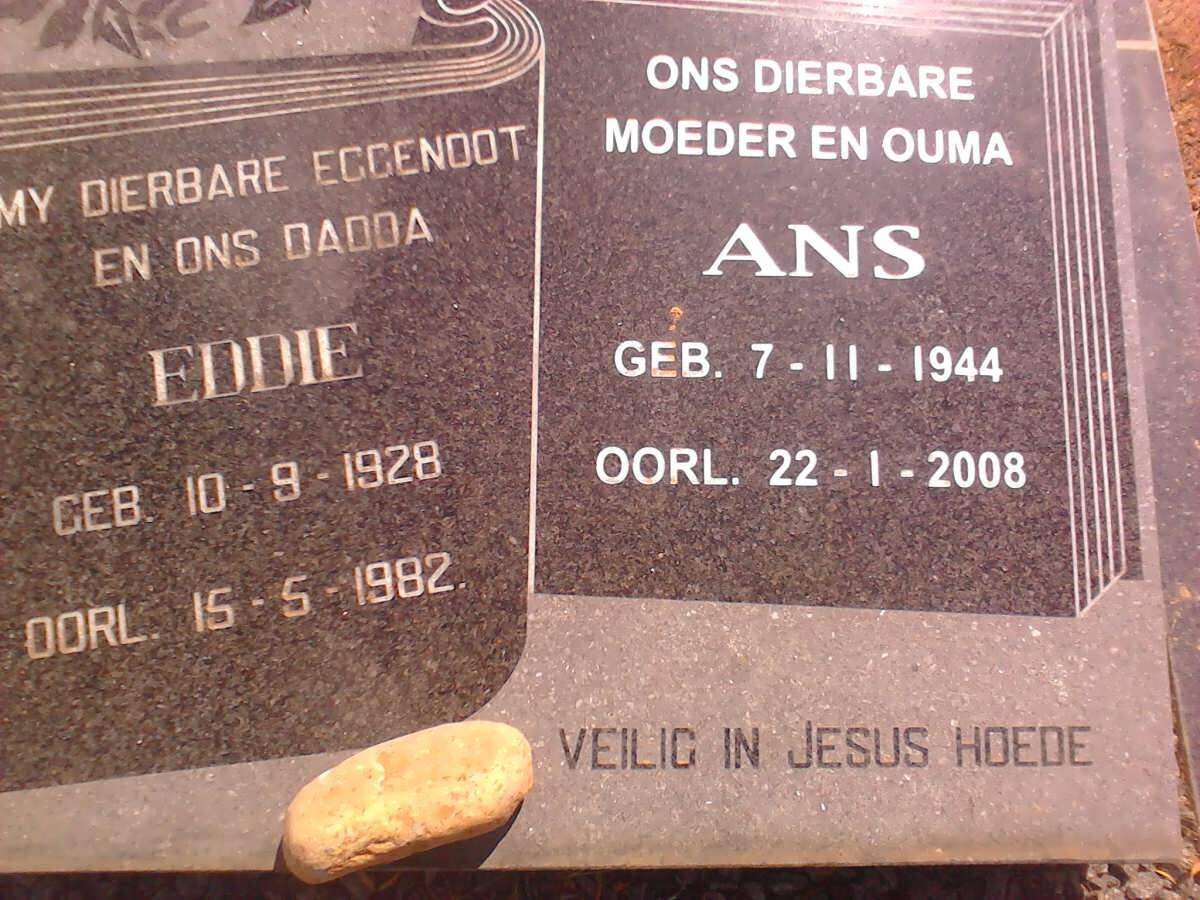 MY DIERBARE EGGENOOT
EN ONS DADDA
EDDIE
GEB. 10 - 9 - 1928
OORL. 15 - 5 - 1982.
ONS DIERBARE
MOEDER EN OUMA
ANS
GEB. 7 - 11 - 1944
OORL. 22 - 1 - 2008
VEILIG IN JESUS HOEDE